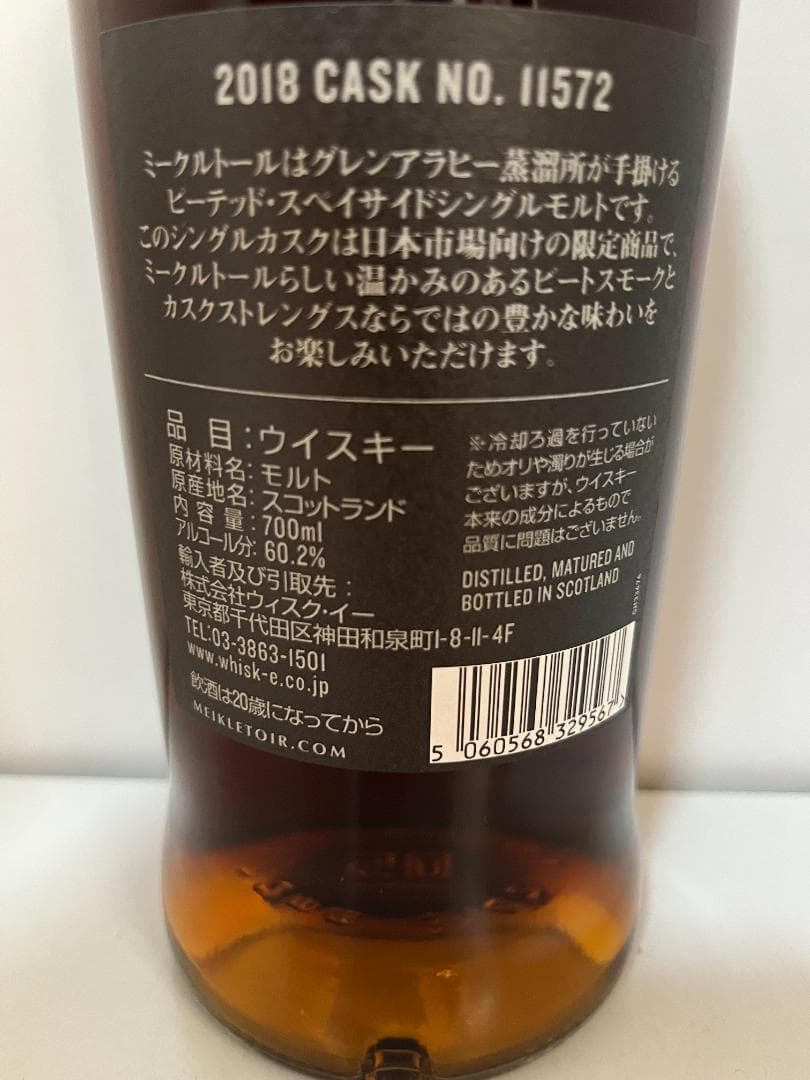 2018 CASK NO. 11572
ミークルトールはグレンアラヒー蒸溜所が手掛ける
ピーテッド・スペイサイドシングルモルトです。
このシングルカスクは日本市場向けの限定商品で、
ミークルトールらしい温かみのあるピートスモークと
カスクストレングスならではの豊かな味わいを
お楽しみいただけます。
品目:ウイスキー
原材料名:モルト
原産地名:スコットランド
内容量:700ml
アルコール分:60.2%
輸入者及び引取先:
株式会社ウィスク・イー
東京都千代田区神田和泉町1-8-11-4F
TEL:03-3863-1501
www.whisk-e.co.jp
飲酒は20歳になってから
MEIKLETOIR.COM
※冷却ろ過を行っていない
ためオリや濁りが生じる場合が
ございますが、ウイスキー
本来の成分によるもので
品質に問題はございません。
DISTILLED, MATURED AND
BOTTLED IN SCOTLAND
5 060568 329567 >